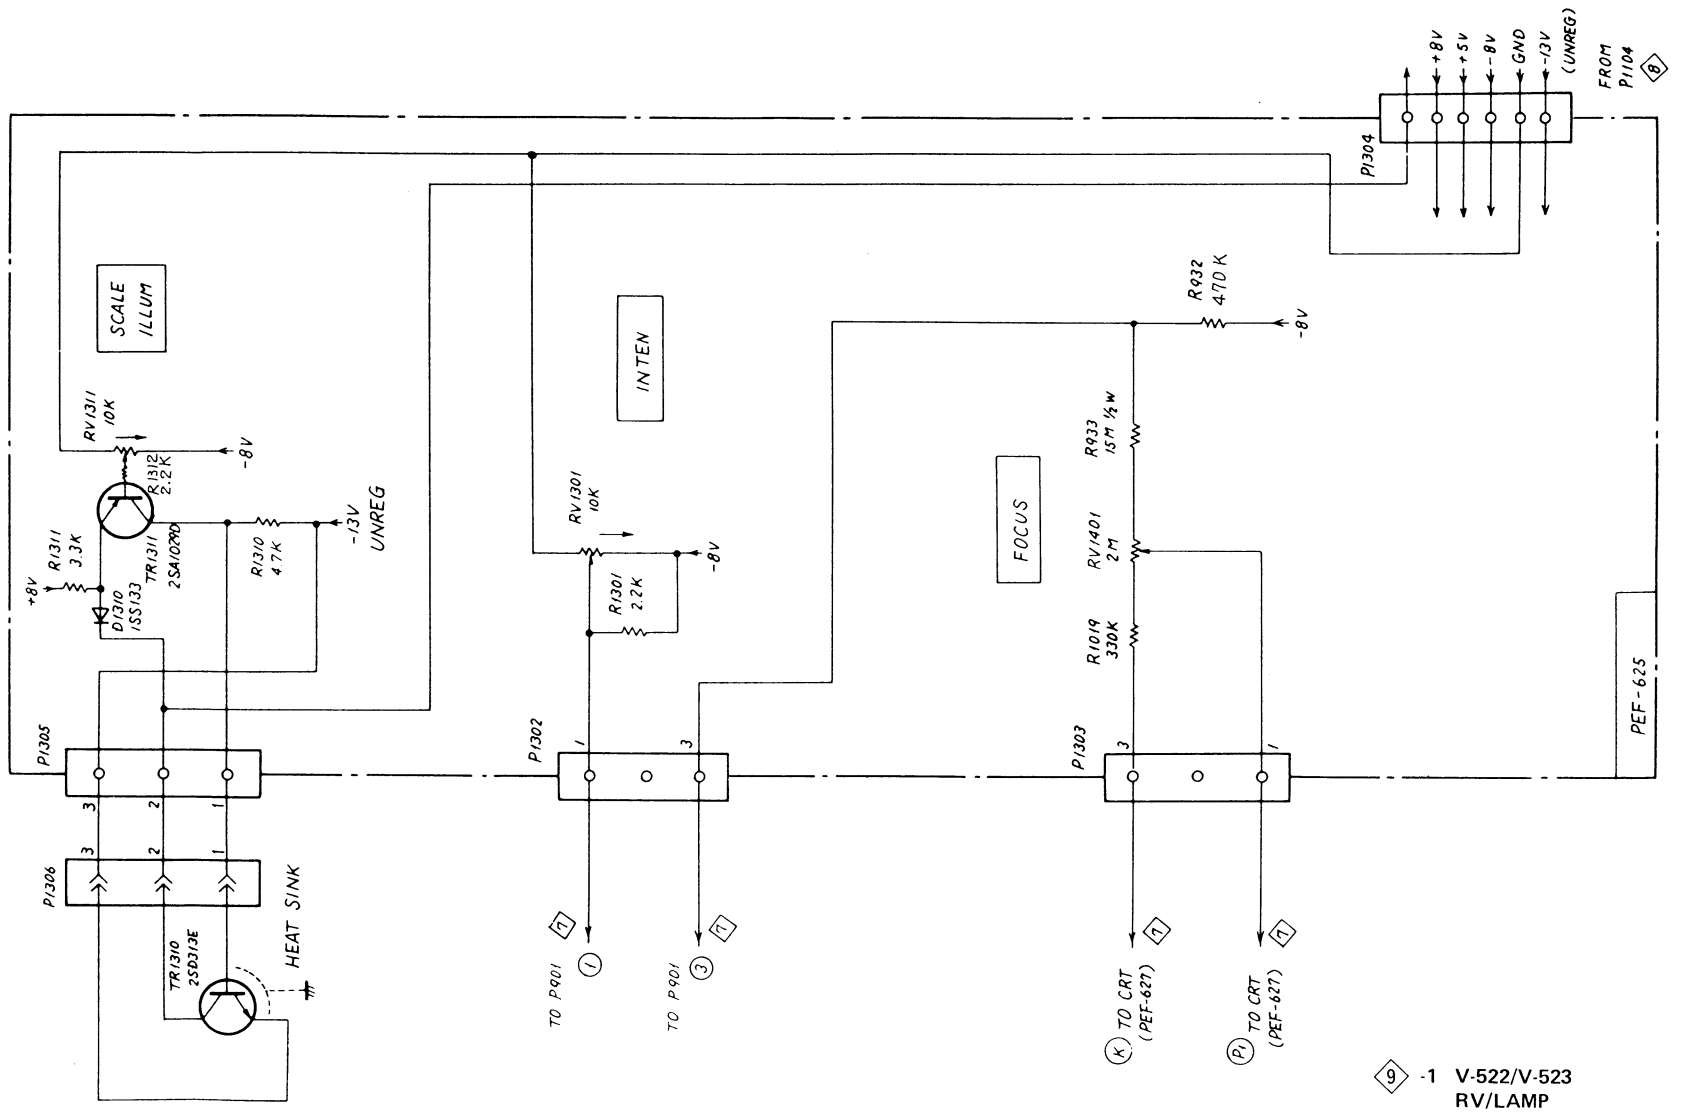 +8V
+5V
-8V
GND
-13V
(UNREG)
FROM
P1104
8
P1304
SCALE
ILLUM
RV1311
10K
-8V
R1312
2.2K
TR1311
2SA1029D
R1311
3.3K
+8V
D1310
1SS133
R1310
4.7K
-13V
UNREG
INTEN
RV1301
10K
-8V
R1301
2.2K
R932
470K
-8V
R933
15M ½W
FOCUS
RV1401
2M
R1019
330K
PEF-625
P1305
3
2
1
P1306
3
2
1
TR1310
2SD313E
HEAT SINK
P1302
1
3
7
TO P901
1
7
TO P901
3
P1303
3
1
7
K TO CRT
(PEF-627)
7
P1 TO CRT
(PEF-627)
9 -1 V-522/V-523
RV/LAMP